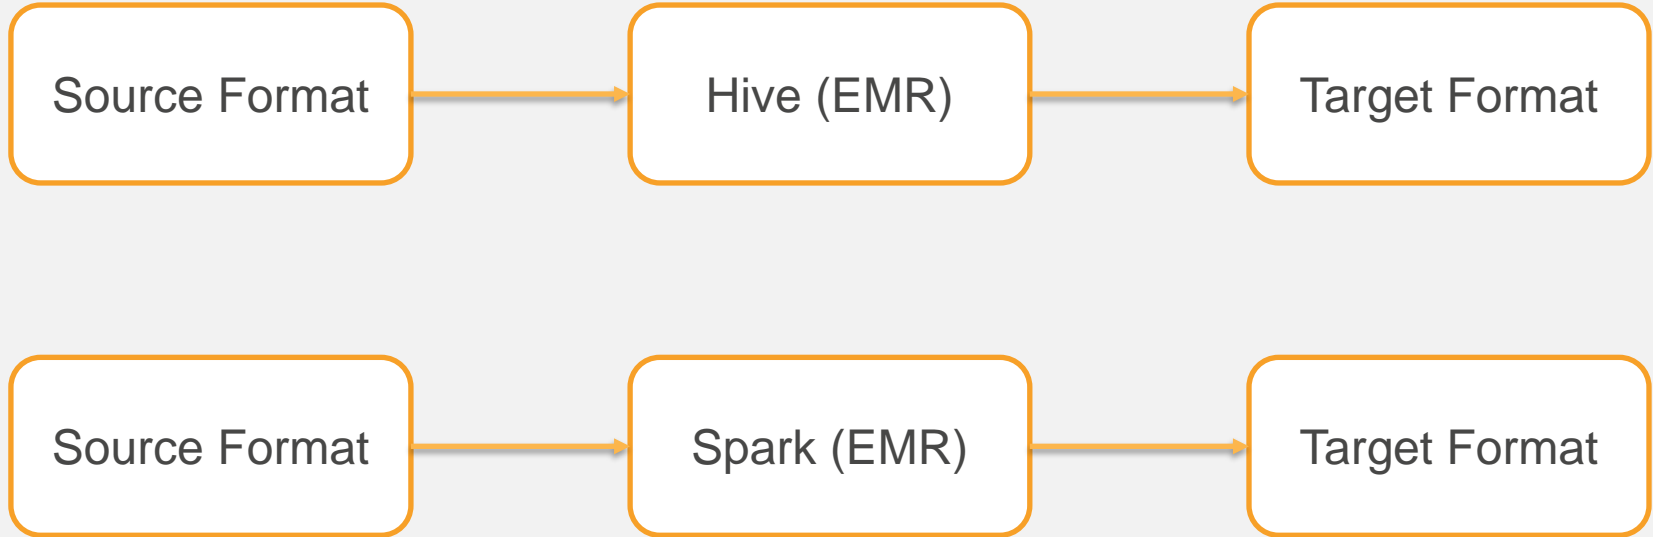 Source Format
Hive (EMR)
Target Format
Source Format
Spark (EMR)
Target Format